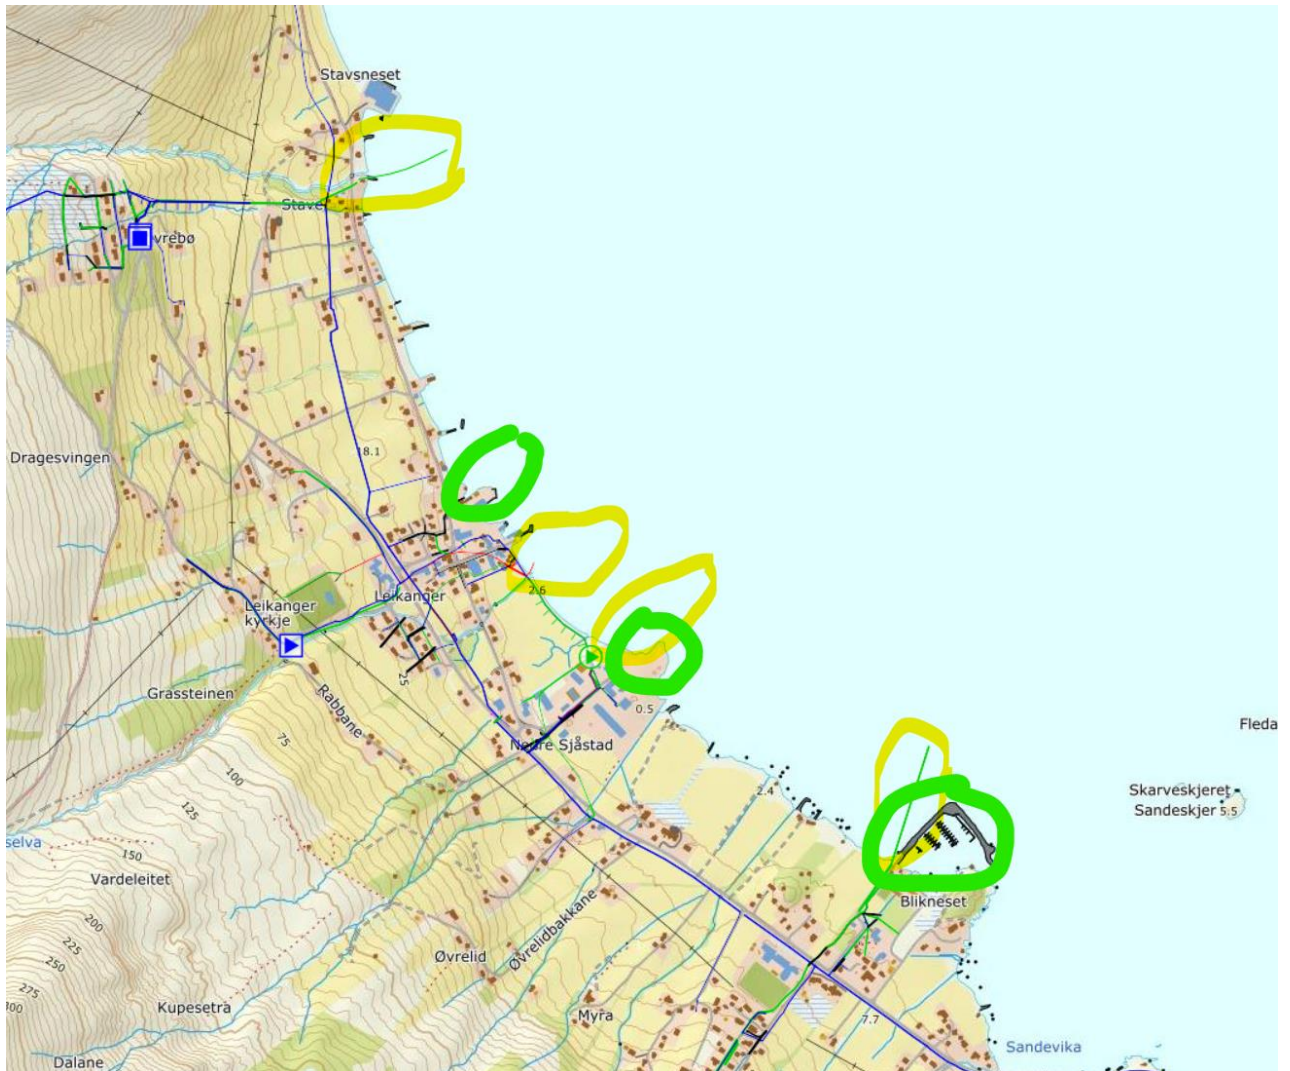 Stavsneset
Stave
vrebø
Dragesvingen
8.1
Leikanger
2.6
Leikanger
kyrkje
Grassteinen
Rabbane
25
0.5
Nedre Sjåstad
75
100
125
150
selva
Vardeleitet
200
225
250
275
300
2.4
Fleda
Skarveskjeret
Sandeskjer 5.5
Blikneset
Øvrelid
Øvrelidbakkane
Kupesetra
Myra
7.7
Sandevika
Dalane